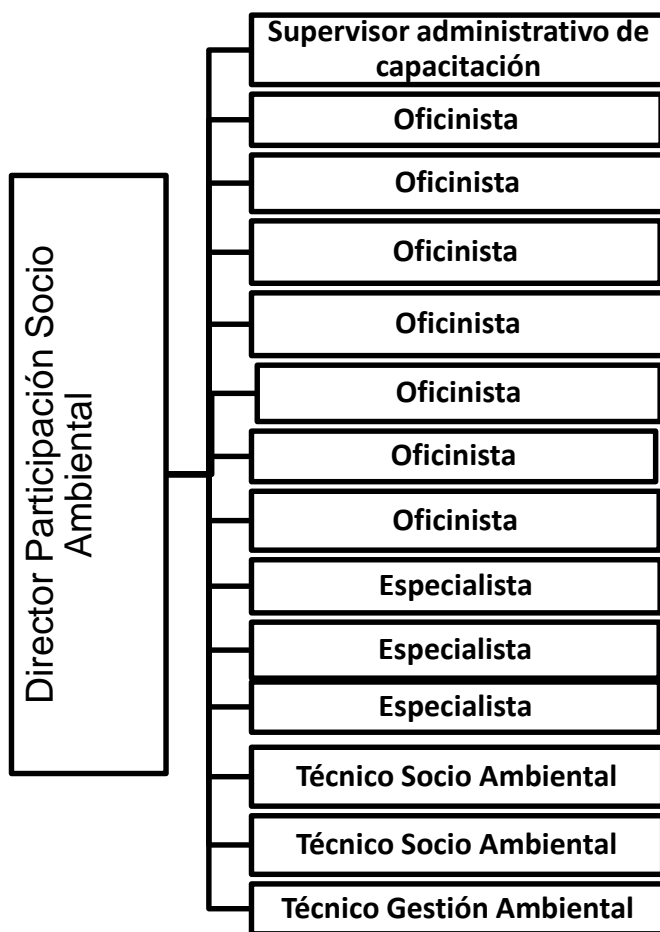 Director Participación Socio
Ambiental
Supervisor administrativo de
capacitación
Oficinista
Oficinista
Oficinista
Oficinista
Oficinista
Oficinista
Oficinista
Especialista
Especialista
Especialista
Técnico Socio Ambiental
Técnico Socio Ambiental
Técnico Gestión Ambiental